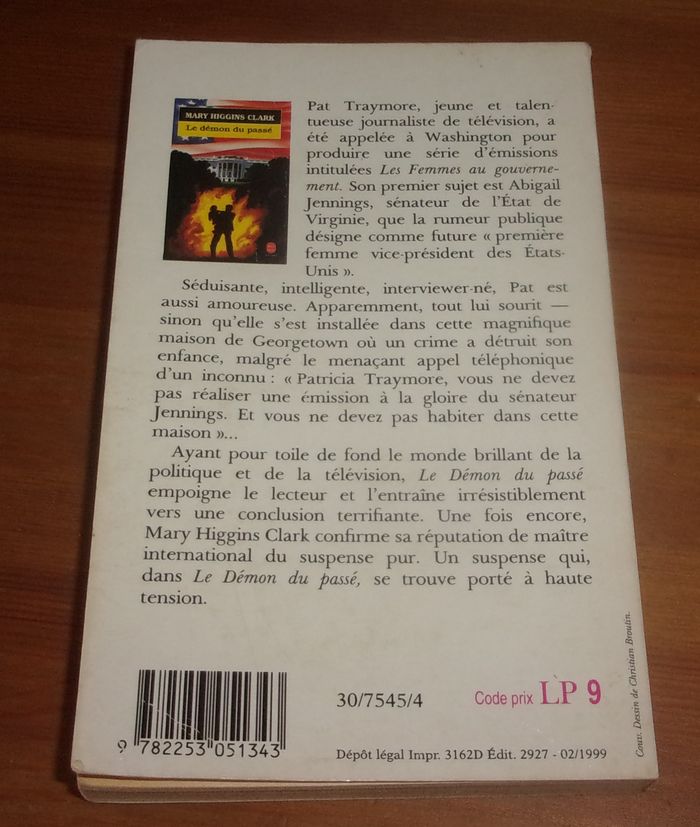 MARY HIGGINS CLARK
Le démon du passé
Pat Traymore, jeune et talen-
tueuse journaliste de télévision, a
été appelée à Washington pour
produire une série d'émissions
intitulées Les Femmes au gouverne-
ment. Son premier sujet est Abigail
Jennings, sénateur de l'État de
Virginie, que la rumeur publique
désigne comme future « première
femme vice-président des États-
Unis ».
Séduisante, intelligente, interviewer-né, Pat est
aussi amoureuse. Apparemment, tout lui sourit —
sinon qu'elle s'est installée dans cette magnifique
maison de Georgetown où un crime a détruit son
enfance, malgré le menaçant appel téléphonique
d'un inconnu : « Patricia Traymore, vous ne devez
pas réaliser une émission à la gloire du sénateur
Jennings. Et vous ne devez pas habiter dans cette
maison »...
Ayant pour toile de fond le monde brillant de la
politique et de la télévision, Le Démon du passé
empoigne le lecteur et l'entraîne irrésistiblement
vers une conclusion terrifiante. Une fois encore,
Mary Higgins Clark confirme sa réputation de maître
international du suspense pur. Un suspense qui,
dans Le Démon du passé, se trouve porté à haute
tension.
Couv. Dessin de Christian Broutin.
30/7545/4
Code prix LP 9
9 782253 051343
Dépôt légal Impr. 3162D Édit. 2927 - 02/1999